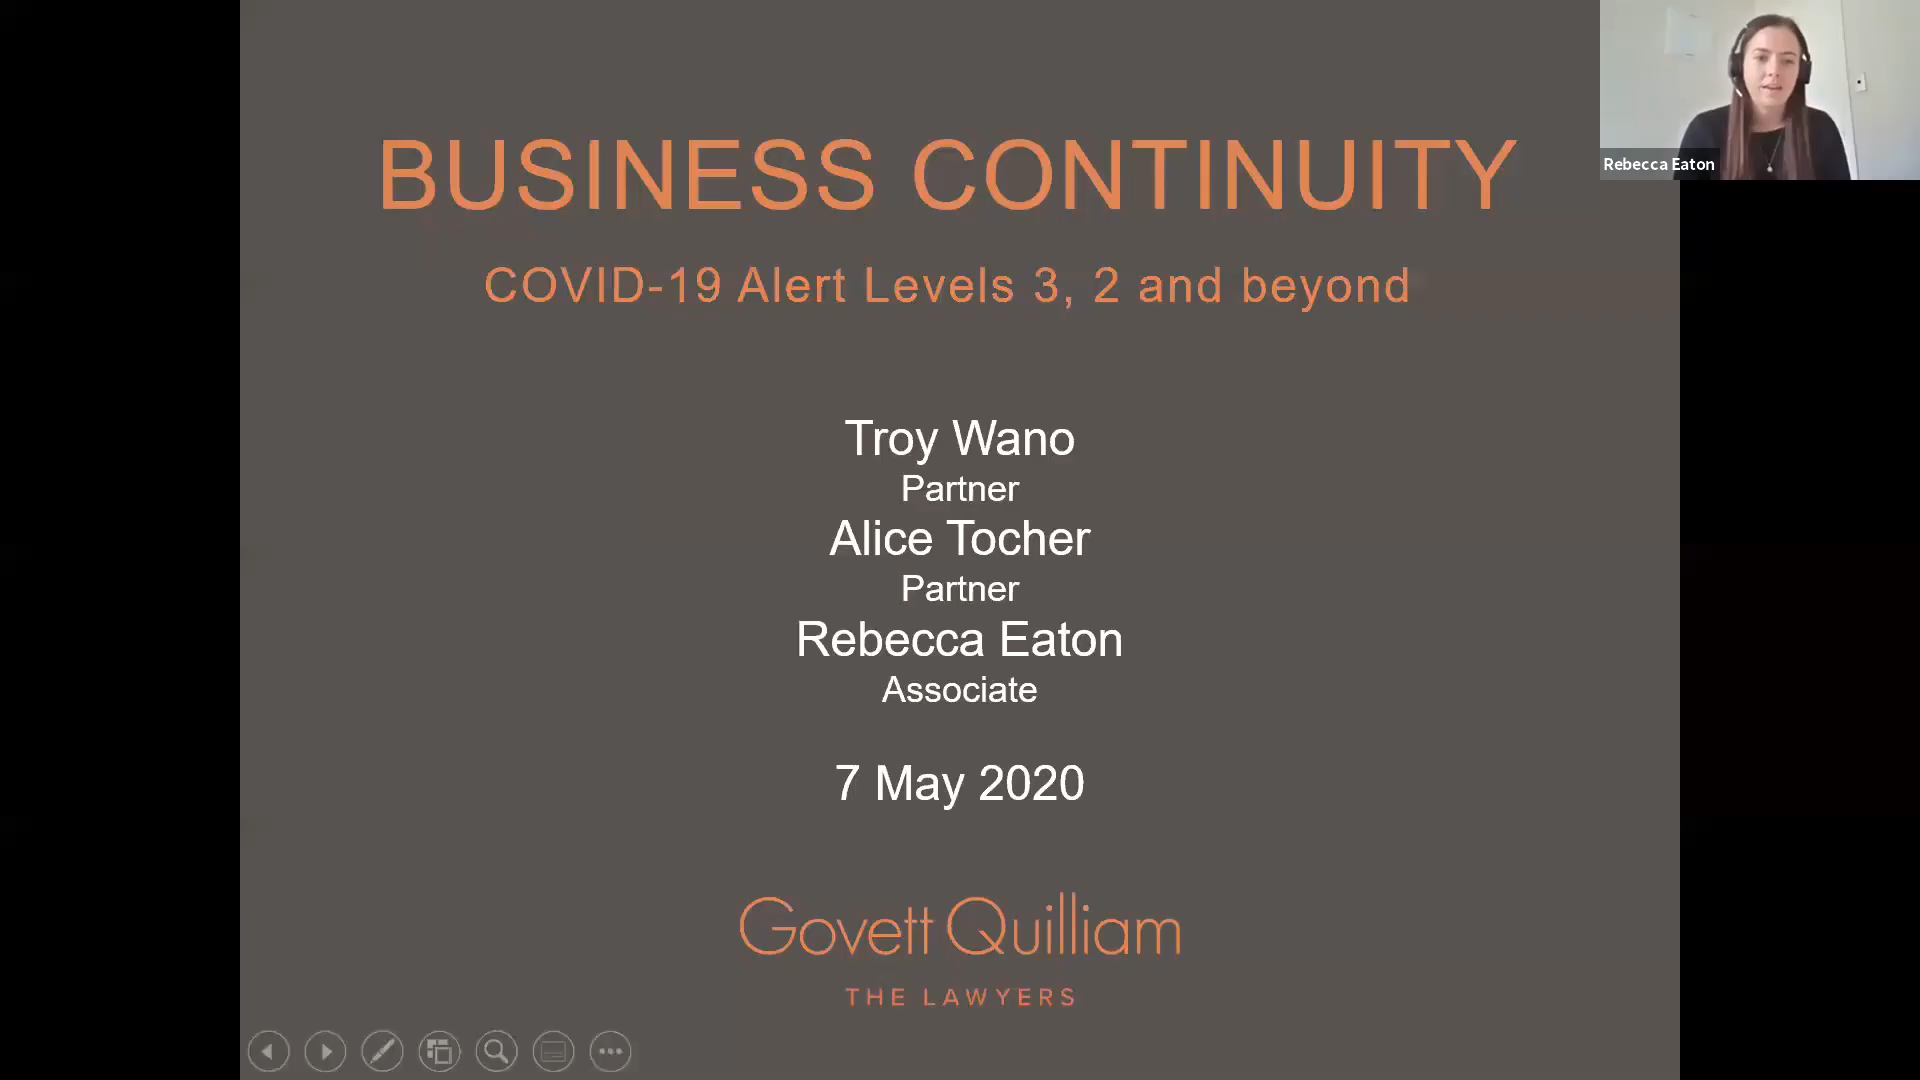 BUSINESS CONTINUITY
COVID-19 Alert Levels 3, 2 and beyond
Troy Wano
Partner
Alice Tocher
Partner
Rebecca Eaton
Associate
7 May 2020
Govett Quilliam
THE LAWYERS
Rebecca Eaton